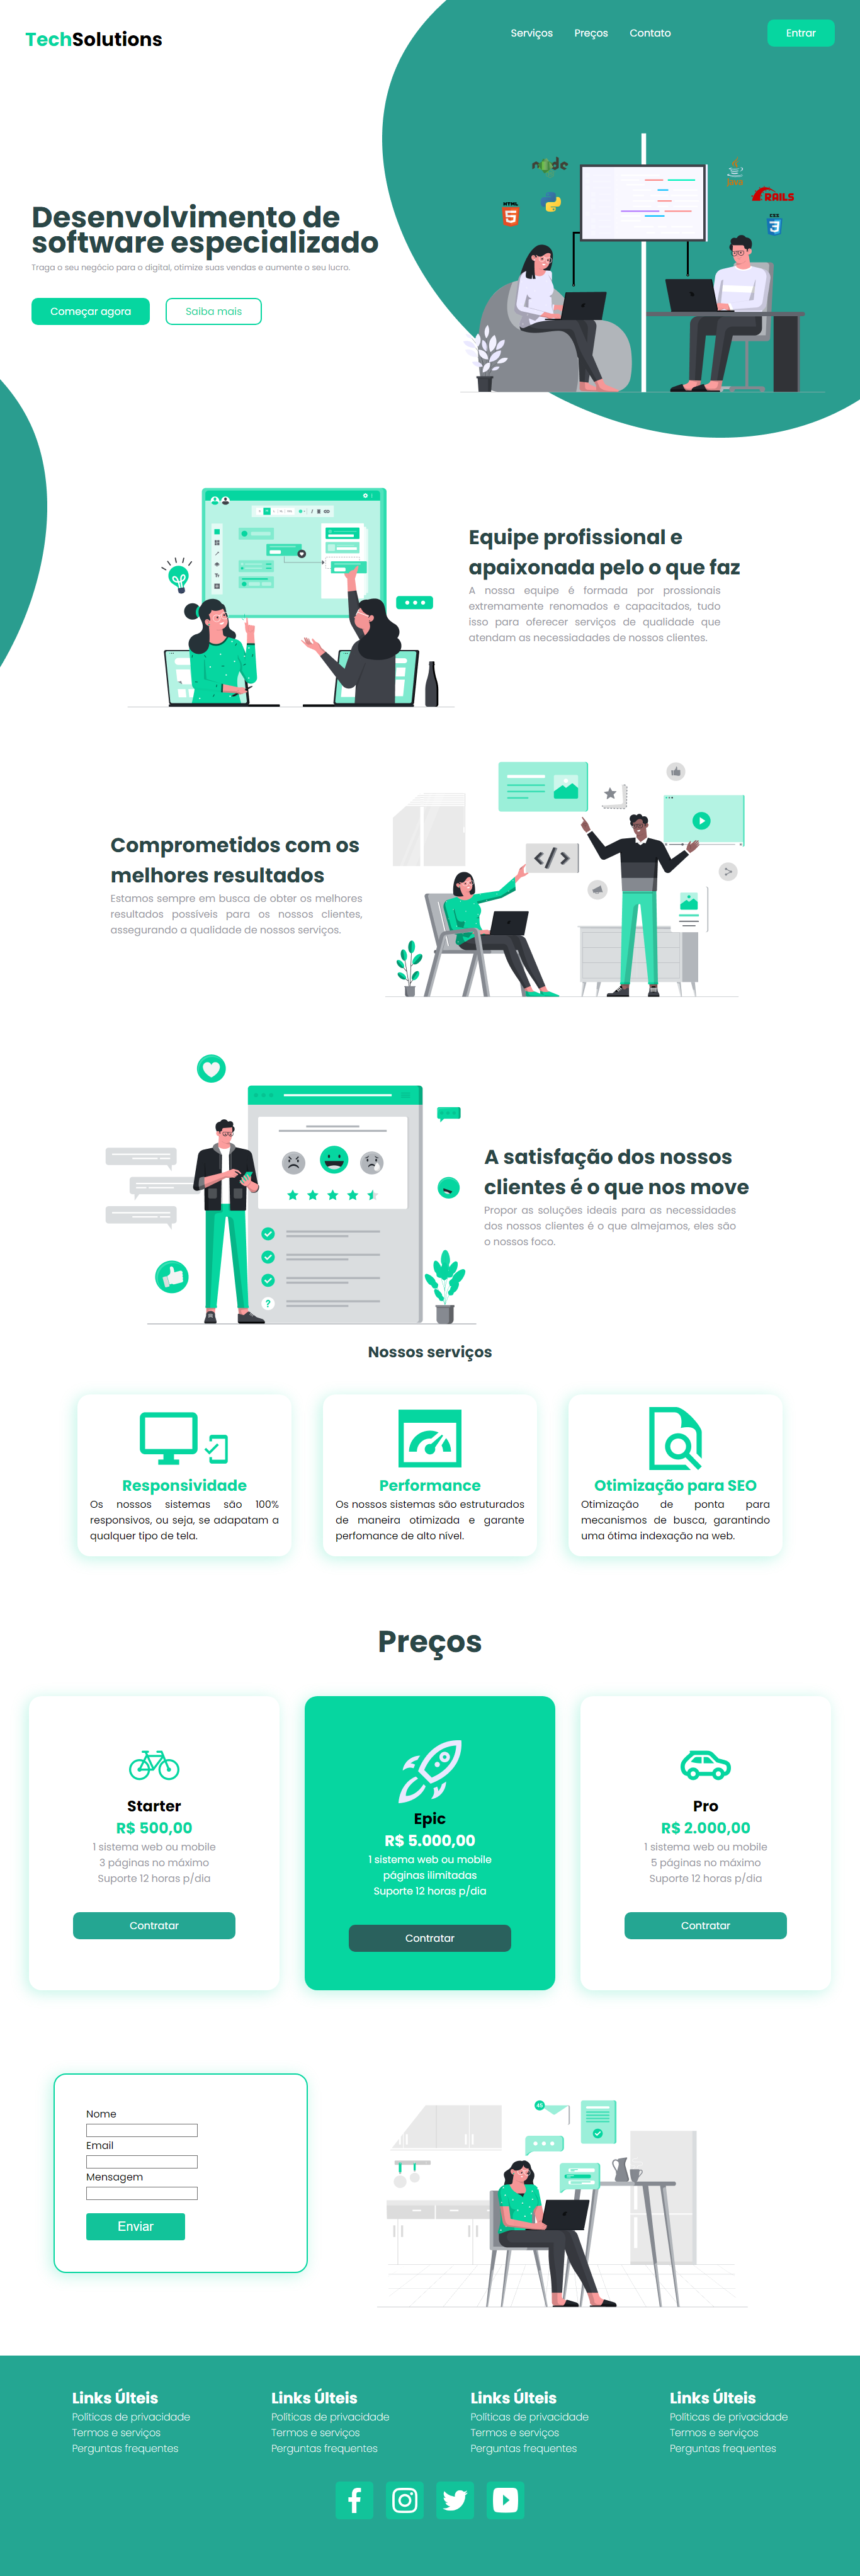 TechSolutions
Serviços
Preços
Contato
Entrar
node
HTML
5
RAILS
CSS
3
Desenvolvimento de
software especializado
Traga o seu negócio para o digital, otimize suas vendas e aumente o seu lucro.
Começar agora
Saiba mais
Equipe profissional e
apaixonada pelo o que faz
A nossa equipe é formada por prossionais
extremamente renomados e capacitados, tudo
isso para oferecer serviços de qualidade que
atendam as necessiadades de nossos clientes.
Comprometidos com os
melhores resultados
Estamos sempre em busca de obter os melhores
resultados possíveis para os nossos clientes,
assegurando a qualidade de nossos serviços.
</>
A satisfação dos nossos
clientes é o que nos move
Propor as soluções ideais para as necessidades
dos nossos clientes é o que almejamos, eles são
o nossos foco.
?
Nossos serviços
Responsividade
Os nossos sistemas são 100%
responsivos, ou seja, se adapatam a
qualquer tipo de tela.
Performance
Os nossos sistemas são estruturados
de maneira otimizada e garante
perfomance de alto nível.
Otimização para SEO
Otimização de ponta para
mecanismos de busca, garantindo
uma ótima indexação na web.
Preços
Starter
R$ 500,00
1 sistema web ou mobile
3 páginas no máximo
Suporte 12 horas p/dia
Contratar
Epic
R$ 5.000,00
1 sistema web ou mobile
páginas ilimitadas
Suporte 12 horas p/dia
Contratar
Pro
R$ 2.000,00
1 sistema web ou mobile
5 páginas no máximo
Suporte 12 horas p/dia
Contratar
Nome
Email
Mensagem
Enviar
Links Últeis
Políticas de privacidade
Termos e serviços
Perguntas frequentes
Links Últeis
Políticas de privacidade
Termos e serviços
Perguntas frequentes
Links Últeis
Políticas de privacidade
Termos e serviços
Perguntas frequentes
Links Últeis
Políticas de privacidade
Termos e serviços
Perguntas frequentes